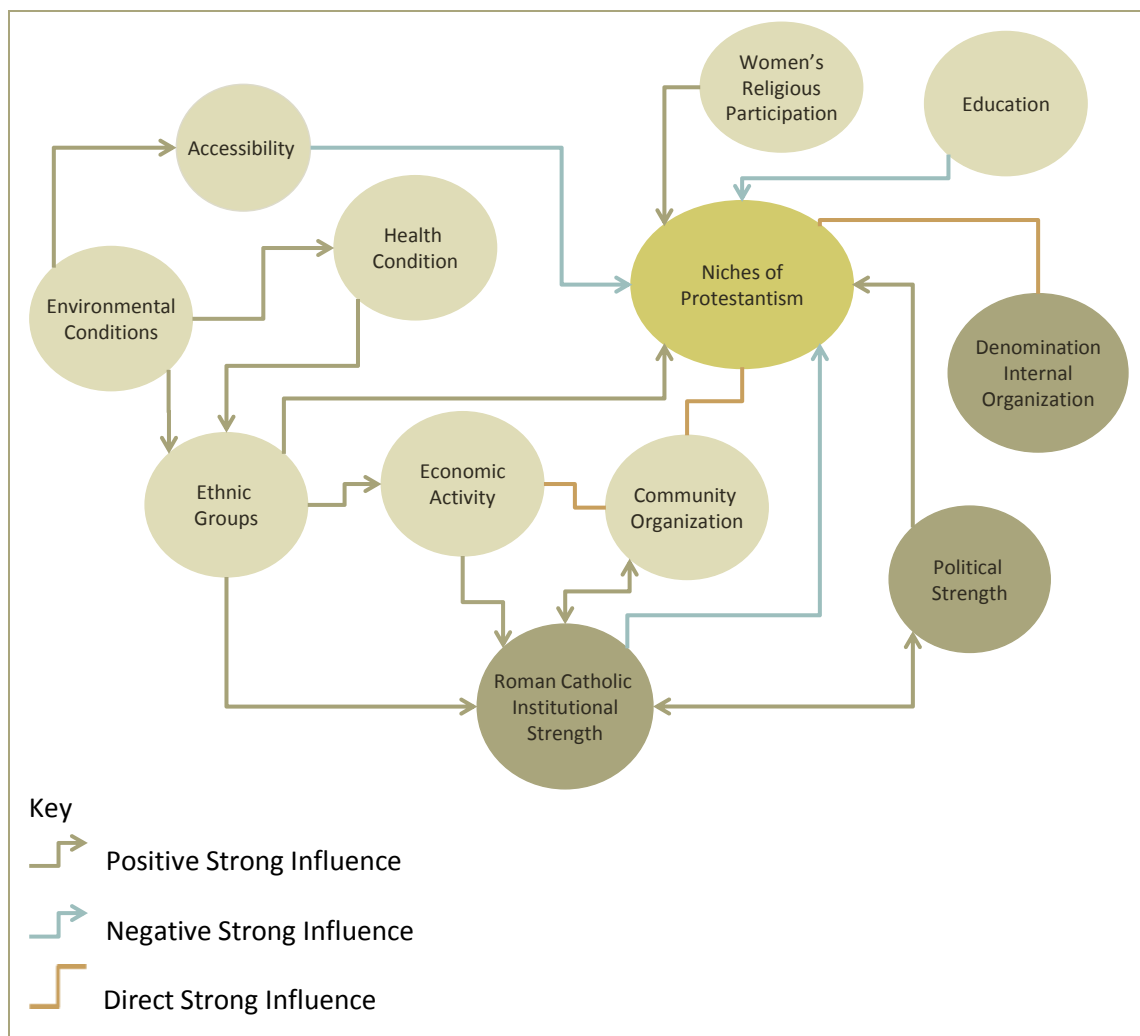 Women's
Religious
Participation
Education
Accessibility
Health
Condition
Niches of
Protestantism
Environmental
Conditions
Denomination
Internal
Organization
Economic
Activity
Ethnic
Groups
Community
Organization
Political
Strength
Roman Catholic
Institutional
Strength
Key
Positive Strong Influence
Negative Strong Influence
Direct Strong Influence